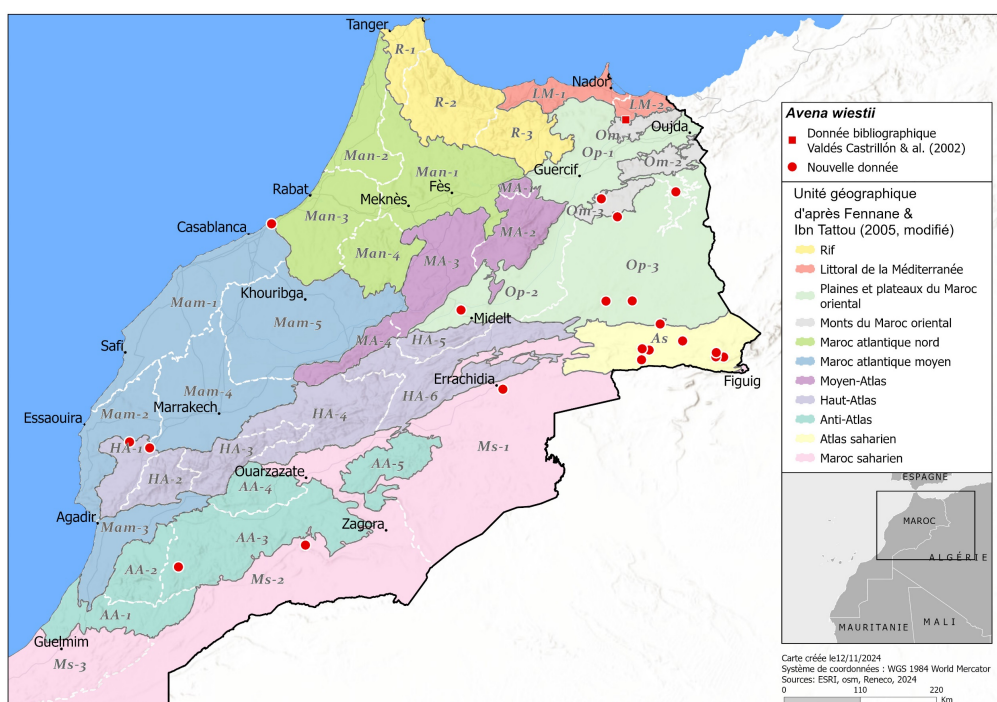 Tanger
R-1
Nador
LM-1
R-2
LM-2
Avena wiestii
Donnée bibliographique
Valdés Castrillón & al. (2002)
Nouvelle donnée
R-3
Om-1
Oujda
Op-1
Man-2
Man-1
Guercif
Om-2
Rabat
Fès
MA-1
Meknès
Man-3
Om-3
Casablanca
MA-2
Man-4
MA-3
Op-3
Khouribga
Op-2
Mam-1
Mam-5
Midelt
Safi
MA-4
HA-5
As
Errachidia
Figuig
Mam-4
Essaouira
Mam-2
Marrakech
HA-4
HA-6
HA-1
HA-3
Ms-1
HA-2
Ouarzazate
AA-5
AA-4
Agadir
Mam-3
Zagora
AA-3
AA-2
Ms-2
AA-1
Guelmim
Ms-3
Unité géographique
d'après Fennane &
Ibn Tattou (2005, modifié)
Rif
Littoral de la Méditerranée
Plaines et plateaux du Maroc
oriental
Monts du Maroc oriental
Maroc atlantique nord
Maroc atlantique moyen
Moyen-Atlas
Haut-Atlas
Anti-Atlas
Atlas saharien
Maroc saharien
ESPAGNE
MAROC
ALGÉRIE
MAURITANIE
MALI
Carte créée le12/11/2024
Système de coordonnées : WGS 1984 World Mercator
Sources: ESRI, osm, Reneco, 2024
0 110 220
Km